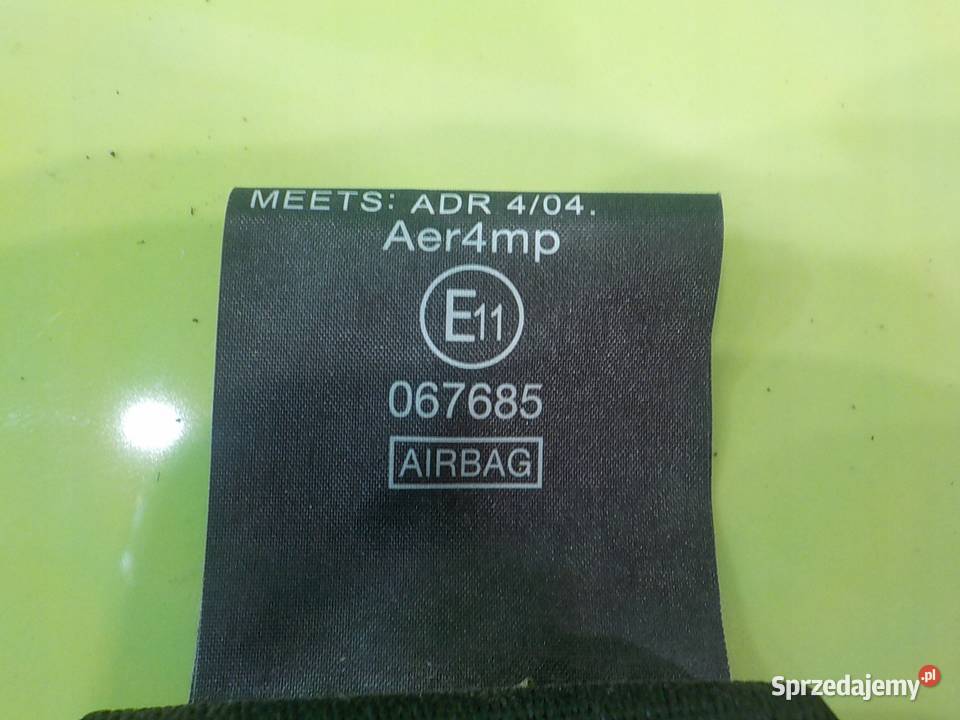 MEETS: ADR 4/04.
Aer4mp
E11
067685
AIRBAG
Sprzedajemy.pl